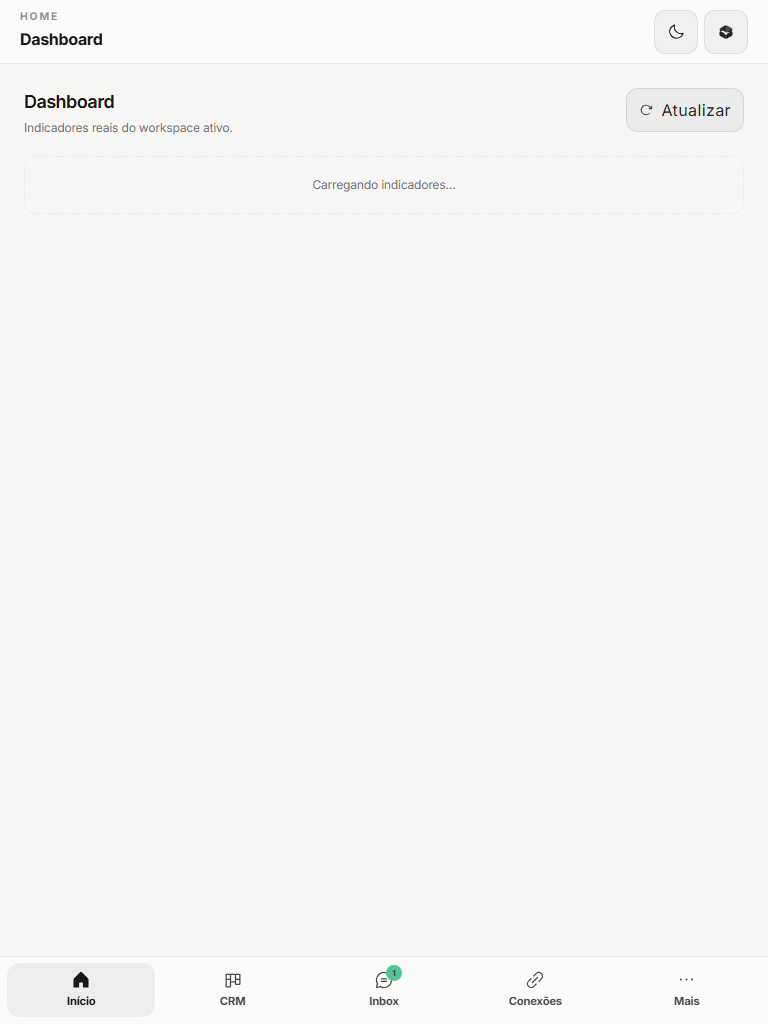 HOME
Dashboard
Dashboard
Indicadores reais do workspace ativo.
Atualizar
Carregando indicadores...
1
Início
CRM
Inbox
Conexões
Mais